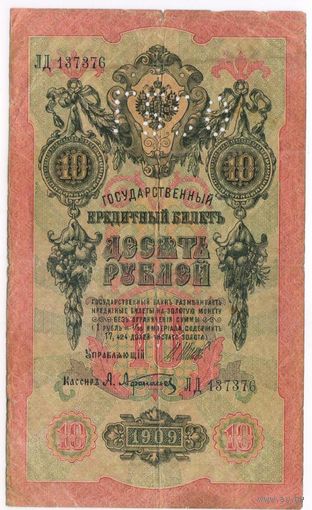 ЛД 137376
10
10
ГОСУДАРСТВЕННЫЙ
КРЕДИТНЫЙ БИЛЕТЪ
ДЕСЯТЬ
РУБЛЕЙ
ГОСУДАРСТВЕННЫЙ БАНКЪ РАЗМѢНИВАЕТЪ
КРЕДИТНЫЕ БИЛЕТЫ НА ЗОЛОТУЮ МОНЕТУ
БЕЗЪ ОГРАНИЧЕНІЯ СУММЫ
(1 РУБЛЬ = 1/15 ИМПЕРІАЛА, СОДЕРЖИТЪ
17,424 ДОЛЕЙ ЧИСТАГО ЗОЛОТА).
УПРАВЛЯЮЩІЙ
Кассиръ А. Афанасьев
ЛД 137376
10
1909
10